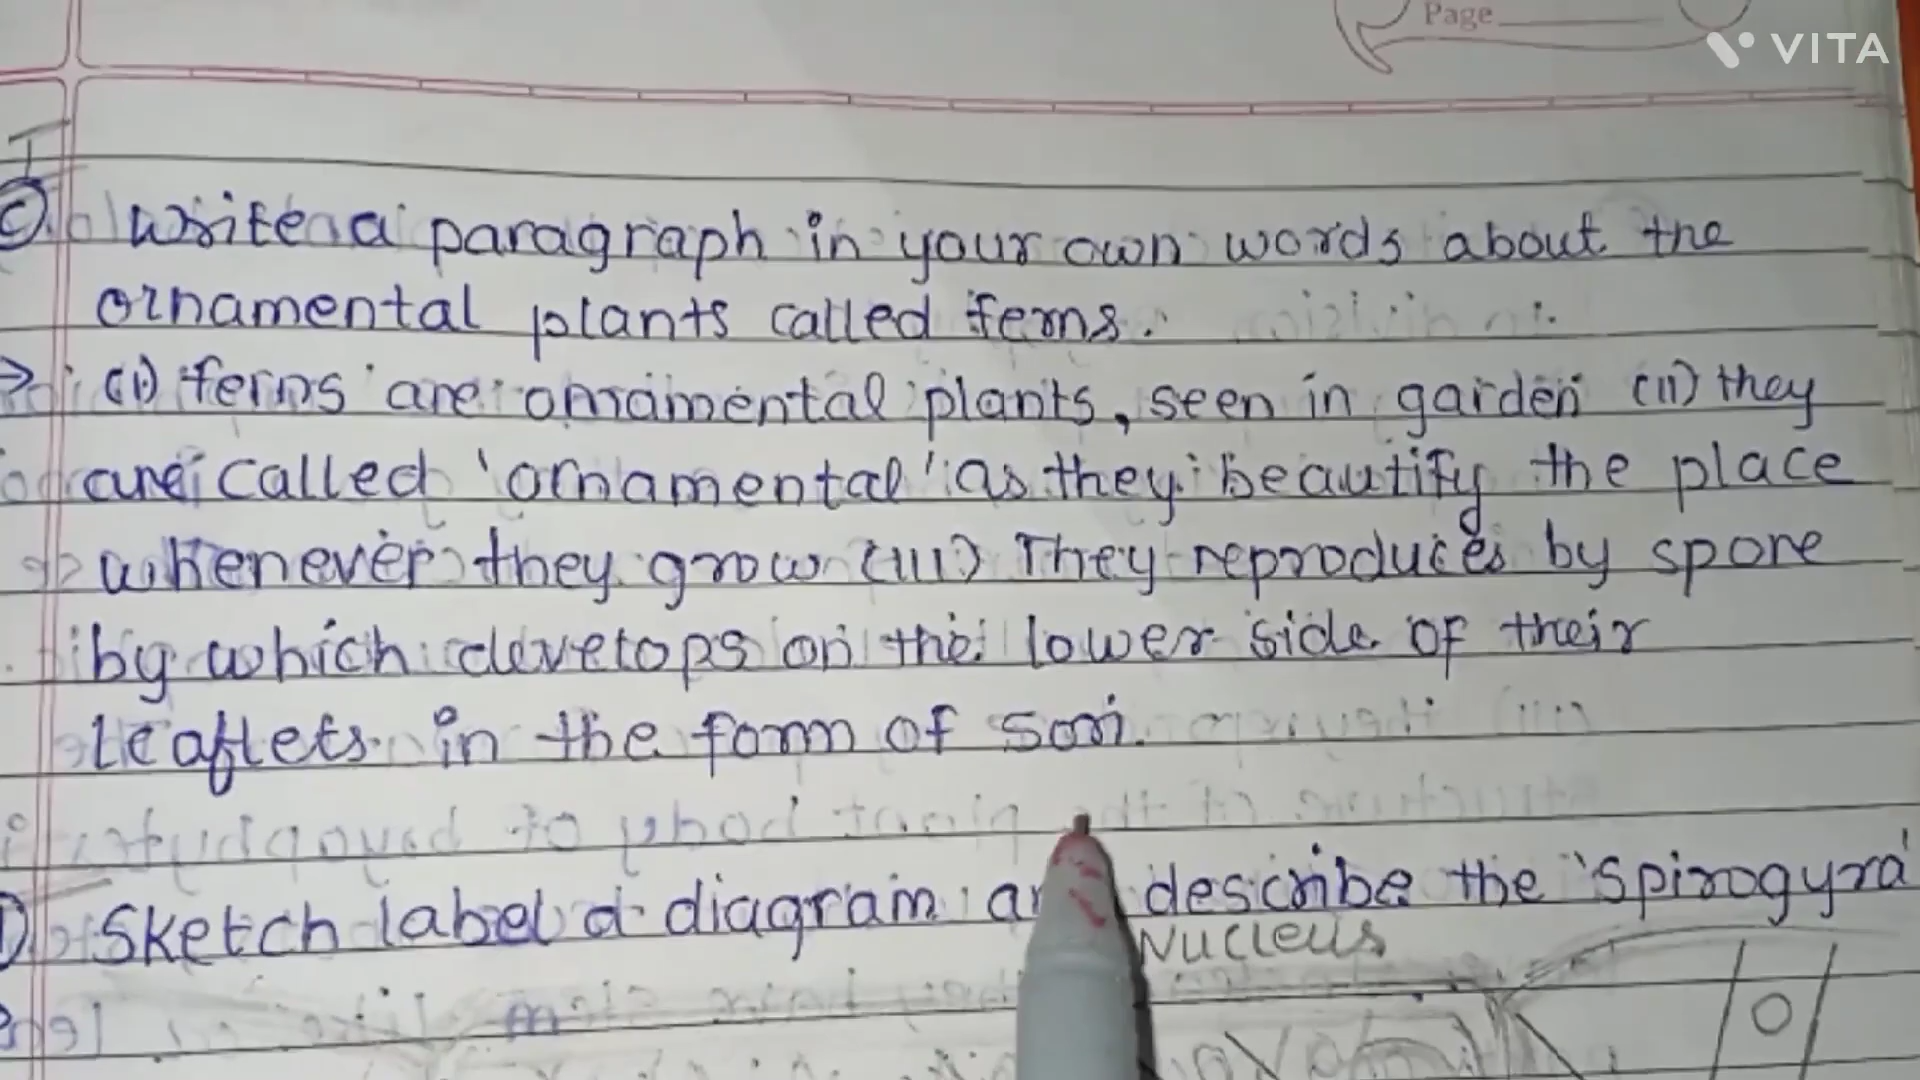 Page
VITA
C) write a paragraph in your own words about the
ornamental plants called ferns.
→ (i) ferns are ornamental plants, seen in garden (ii) they
are called 'ornamental' as they beautify the place
whenever they grow (iii) They reproduces by spore
by which develops on the lower side of their
leaflets in the form of sori.
D) Sketch label d diagram describe the 'spirogyra'
Nucleus